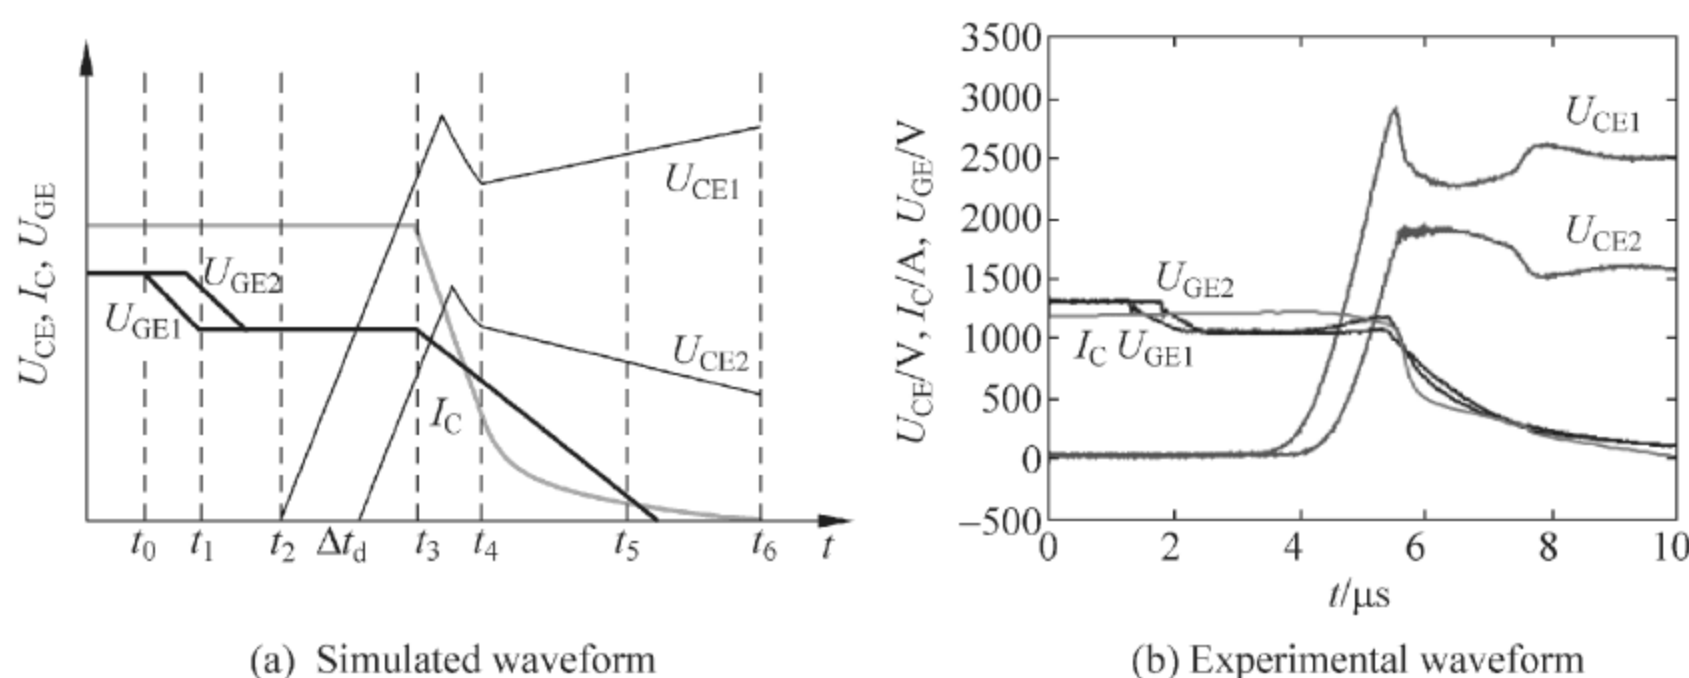 U_CE, I_C, U_GE
U_GE2
U_GE1
U_CE1
U_CE2
I_C
t_0 t_1 t_2 Δt_d t_3 t_4 t_5 t_6 t
(a) Simulated waveform
U_CE/V, I_C/A, U_GE/V
3500
3000
2500
2000
1500
1000
500
0
–500
U_CE1
U_CE2
U_GE2
I_C U_GE1
0 2 4 6 8 10
t/μs
(b) Experimental waveform